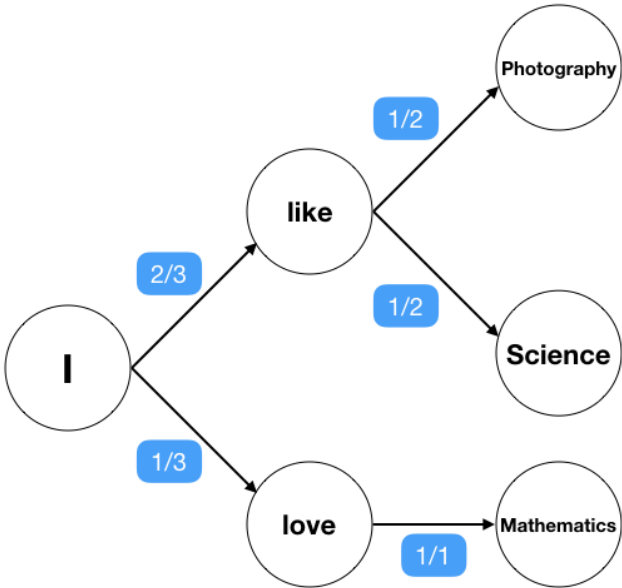 Photography
1/2
like
2/3
1/2
I
Science
1/3
love
Mathematics
1/1